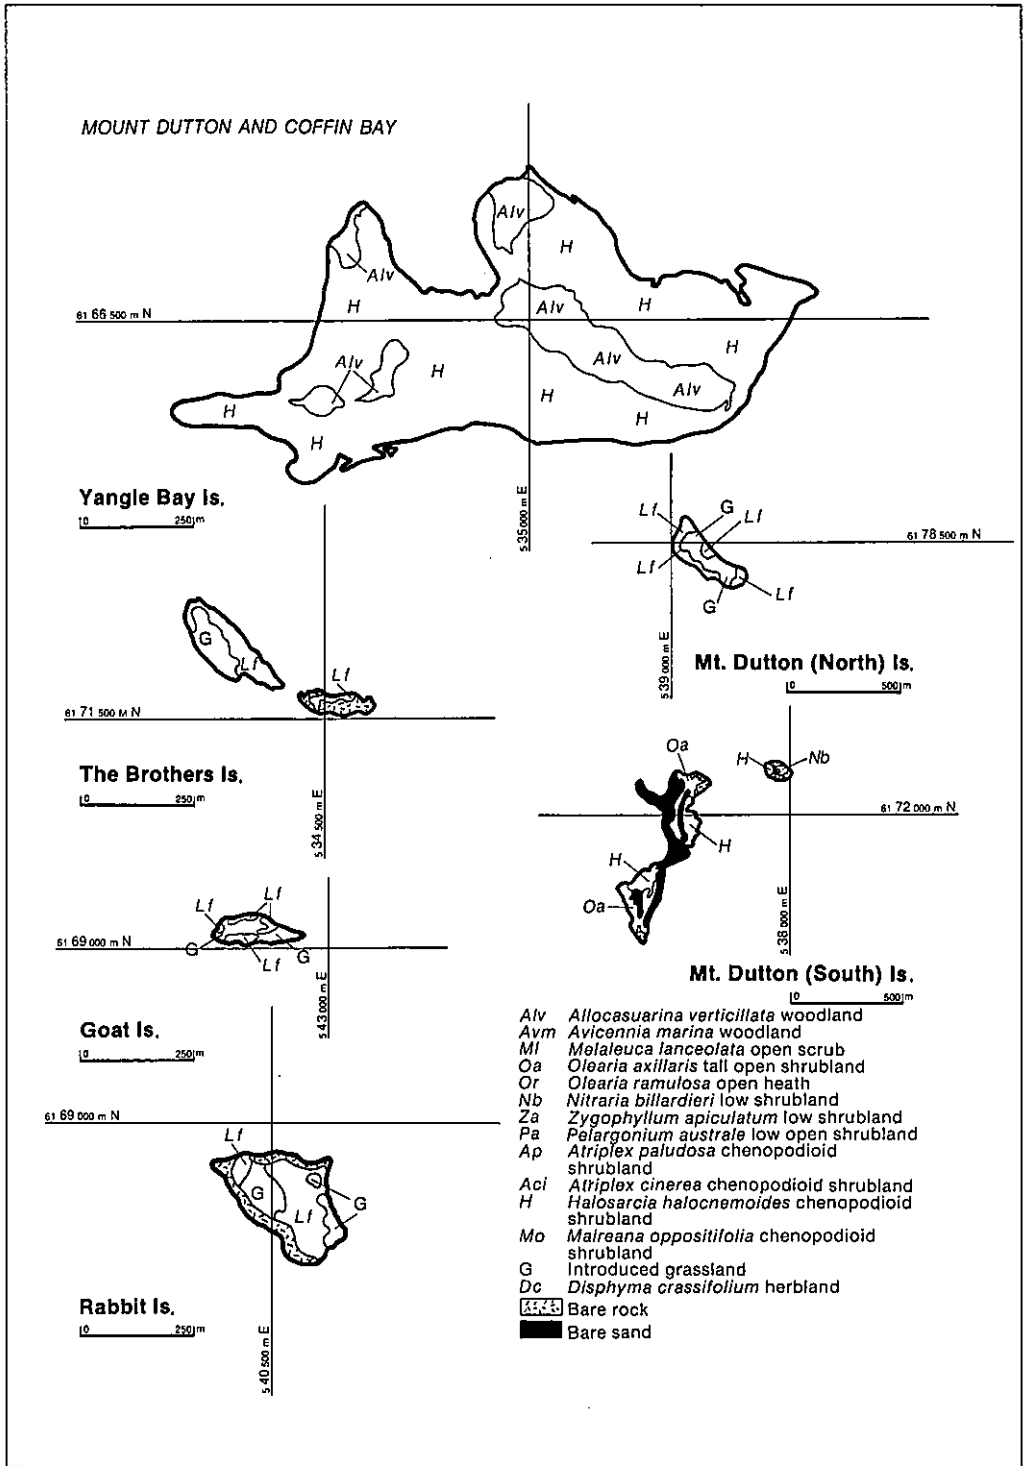 MOUNT DUTTON AND COFFIN BAY
Alv
H
Alv
H
Alv
H
61 66 500 m N
Alv
H
Alv
H
Alv
H
Alv
H
H
H
Yangle Bay Is.
0 250 m
5 35 000 m E
Lf
G
Lf
61 78 500 m N
Lf
Lf
G
5 39 000 m E
Mt. Dutton (North) Is.
0 500 m
G
Lf
Lf
61 71 500 M N
The Brothers Is.
0 250 m
5 34 500 m E
Oa
H
Nb
61 72 000 m N
H
H
Oa
5 38 000 m E
Mt. Dutton (South) Is.
0 500 m
Lf
Lf
61 69 000 m N
G
Lf
G
5 43 000 m E
Goat Is.
0 250 m
61 69 000 m N
Lf
G
G
Lf
Rabbit Is.
0 250 m
5 40 500 m E
Alv Allocasuarina verticillata woodland
Avm Avicennia marina woodland
Ml Melaleuca lanceolata open scrub
Oa Olearia axillaris tall open shrubland
Or Olearia ramulosa open heath
Nb Nitraria billardieri low shrubland
Za Zygophyllum apiculatum low shrubland
Pa Pelargonium australe low open shrubland
Ap Atriplex paludosa chenopodioid
shrubland
Aci Atriplex cinerea chenopodioid shrubland
H Halosarcia halocnemoides chenopodioid
shrubland
Mo Maireana oppositifolia chenopodioid
shrubland
G Introduced grassland
Dc Disphyma crassifolium herbland
Bare rock
Bare sand